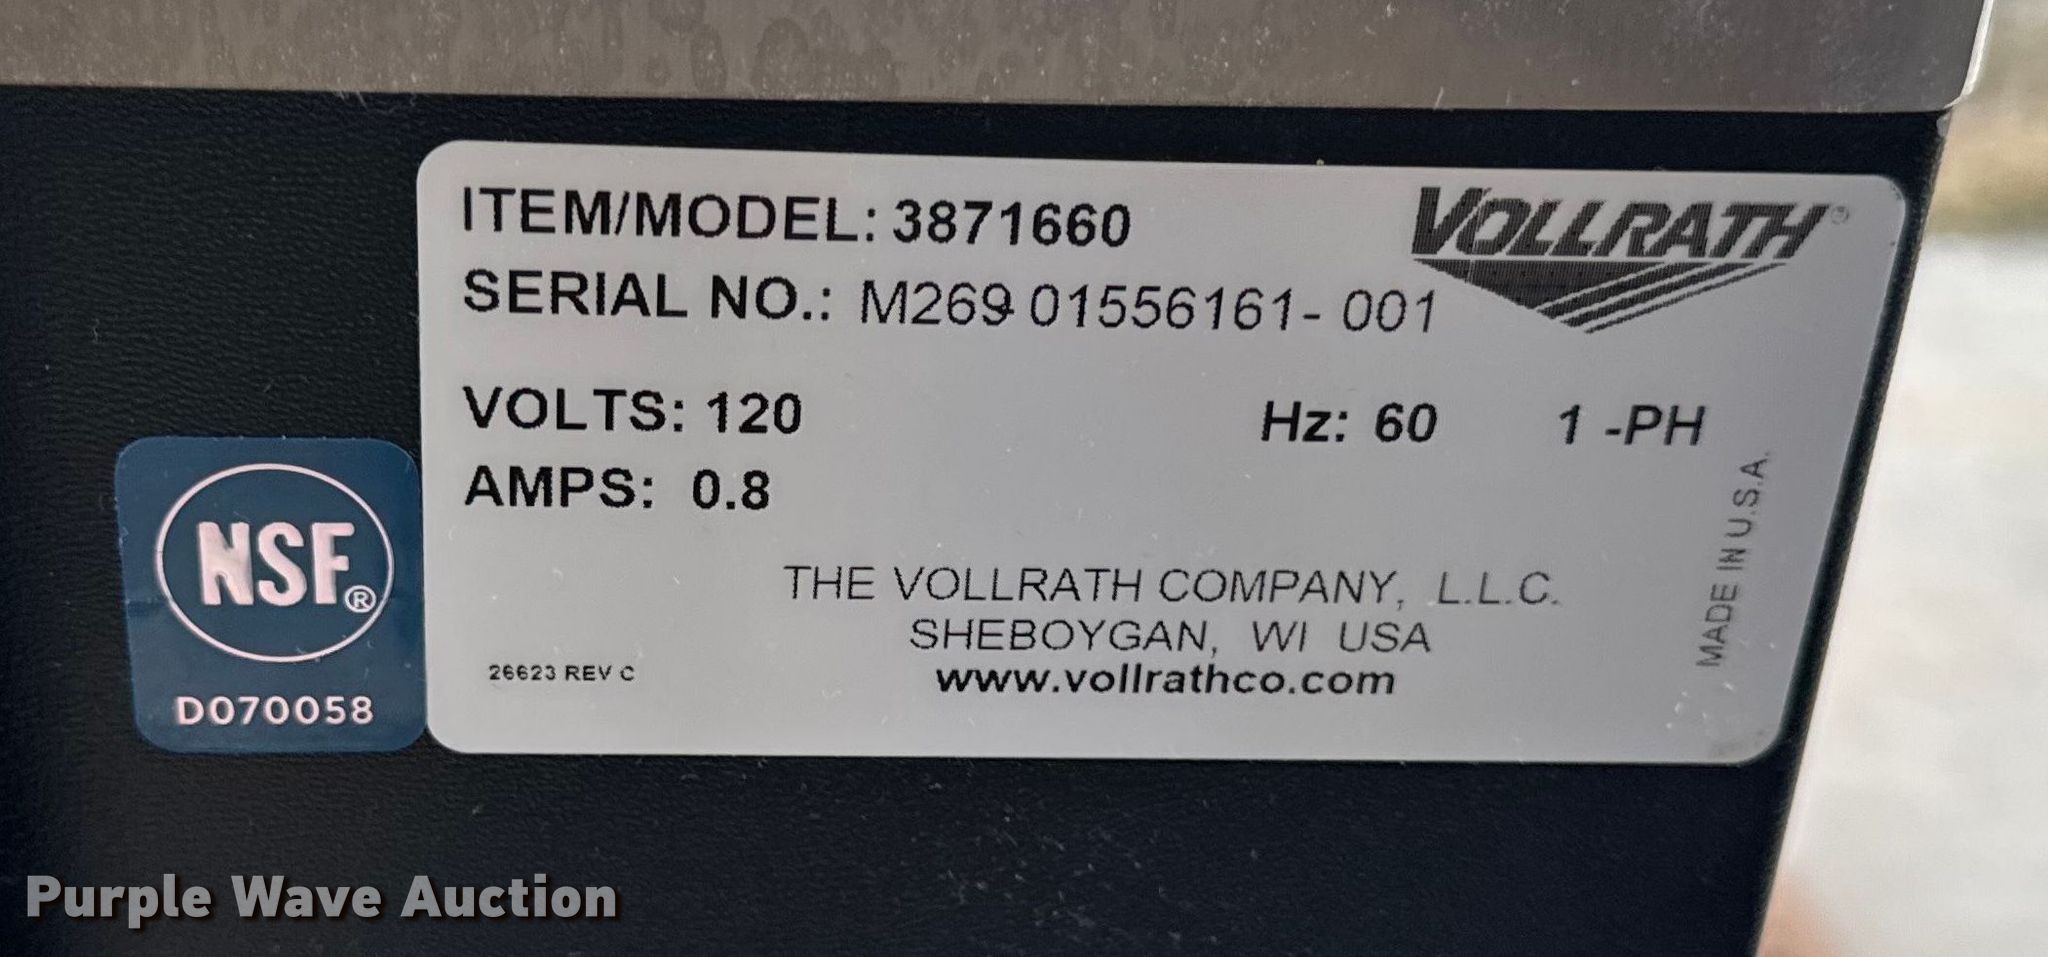 ITEM/MODEL: 3871660
VOLLRATH®
SERIAL NO.: M269 01556161-001
VOLTS: 120 Hz: 60 1 -PH
AMPS: 0.8
MADE IN U.S.A.
THE VOLLRATH COMPANY, L.L.C.
SHEBOYGAN, WI USA
www.vollrathco.com
26623 REV C
NSF®
D070058
Purple Wave Auction